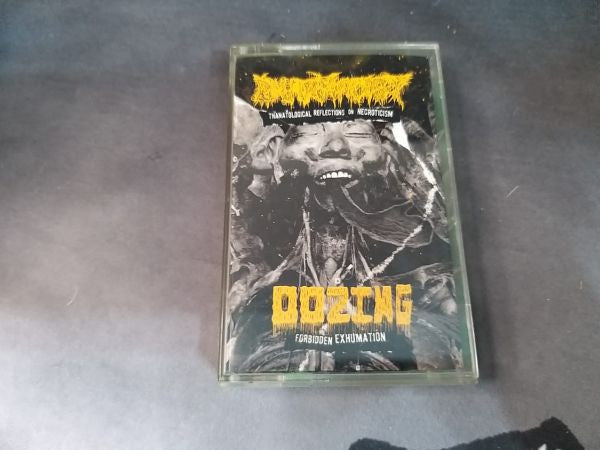 THANATOLOGICAL REFLECTIONS ON NECROTICISM
OOZING
FORBIDDEN EXHUMATION